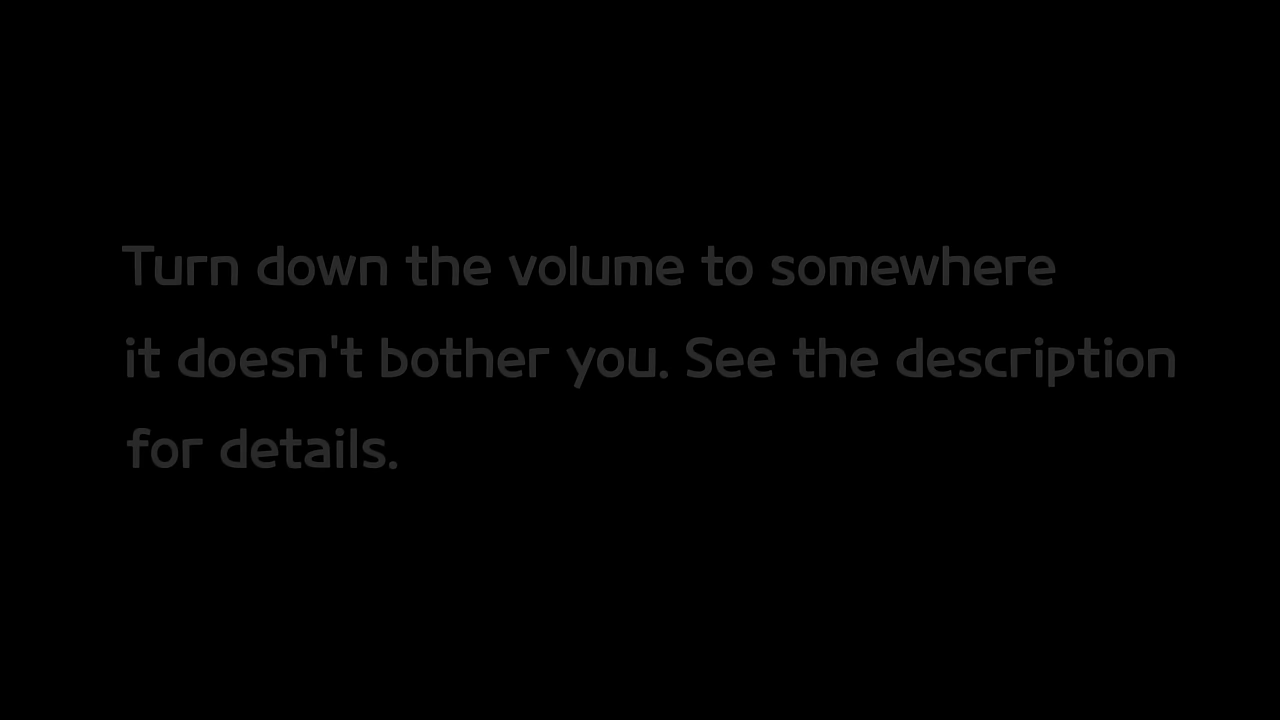 Turn down the volume to somewhere
it doesn't bother you. See the description
for details.